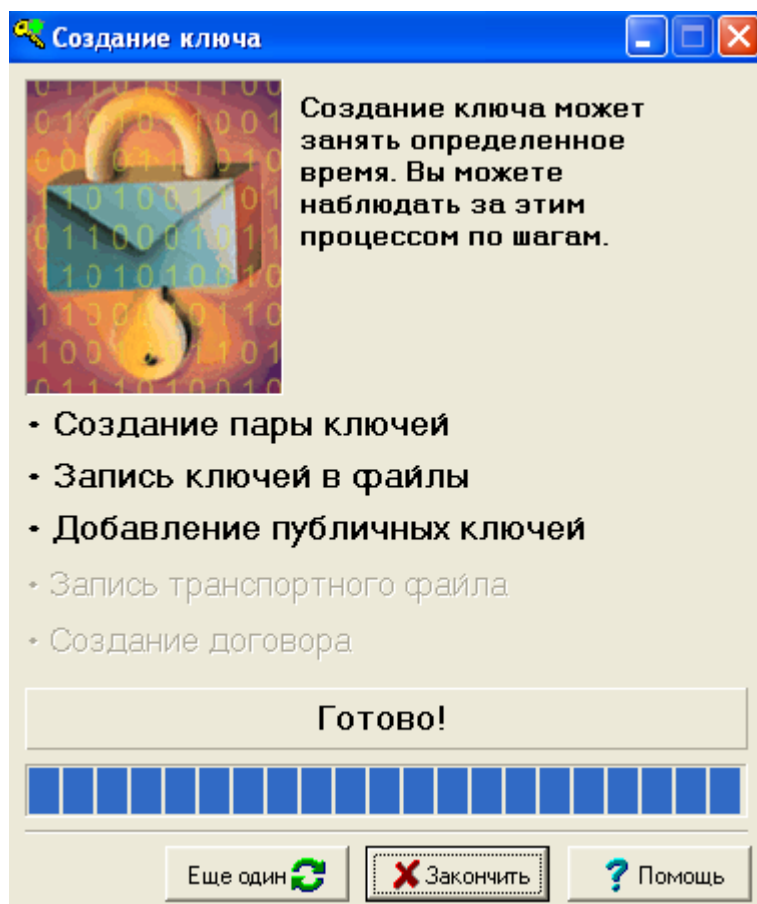 Создание ключа
Создание ключа может
занять определенное
время. Вы можете
наблюдать за этим
процессом по шагам.
• Создание пары ключей
• Запись ключей в файлы
• Добавление публичных ключей
• Запись транспортного файла
• Создание договора
Готово!
Еще один
Закончить
Помощь